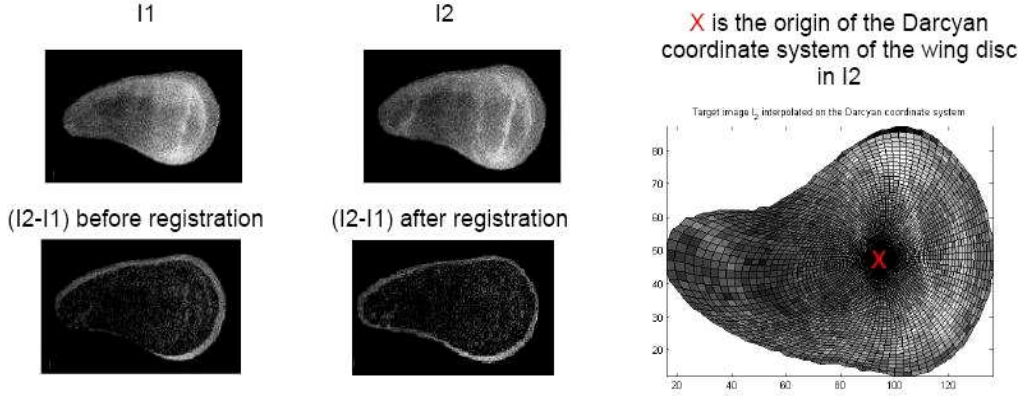 I1
I2
X is the origin of the Darcyan
coordinate system of the wing disc
in I2
(I2-I1) before registration
(I2-I1) after registration
Target image I_2 interpolated on the Darcyan coordinate system
80
70
60
50
40
30
20
X
20
40
60
80
100
120